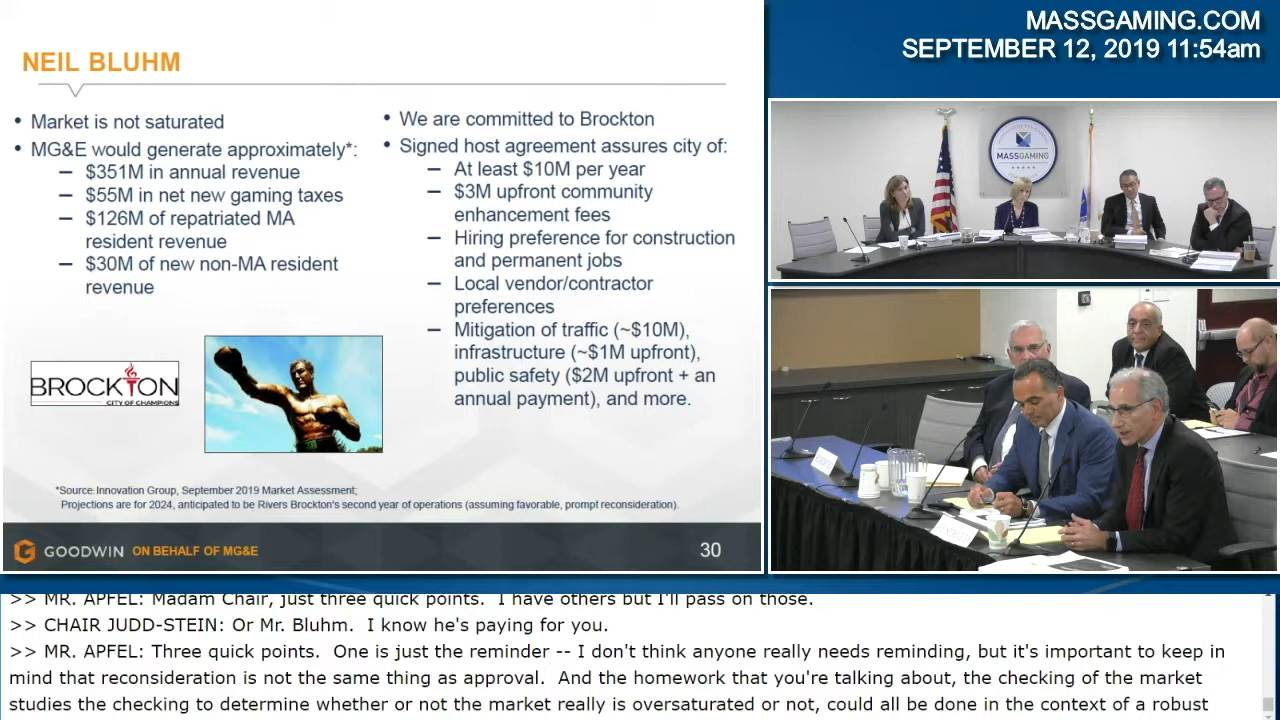 NEIL BLUHM
• Market is not saturated
• MG&E would generate approximately*:
– $351M in annual revenue
– $55M in net new gaming taxes
– $126M of repatriated MA
resident revenue
– $30M of new non-MA resident
revenue
• We are committed to Brockton
• Signed host agreement assures city of:
– At least $10M per year
– $3M upfront community
enhancement fees
– Hiring preference for construction
and permanent jobs
– Local vendor/contractor
preferences
– Mitigation of traffic (~$10M),
infrastructure (~$1M upfront),
public safety ($2M upfront + an
annual payment), and more.
BROCKTON
CITY OF CHAMPIONS
*Source: Innovation Group, September 2019 Market Assessment;
Projections are for 2024, anticipated to be Rivers Brockton's second year of operations (assuming favorable, prompt reconsideration).
GOODWIN ON BEHALF OF MG&E
30
MASSGAMING.COM
SEPTEMBER 12, 2019 11:54am
MASSGAMING
>> MR. APFEL: Madam Chair, just three quick points. I have others but I'll pass on those.
>> CHAIR JUDD-STEIN: Or Mr. Bluhm. I know he's paying for you.
>> MR. APFEL: Three quick points. One is just the reminder -- I don't think anyone really needs reminding, but it's important to keep in
mind that reconsideration is not the same thing as approval. And the homework that you're talking about, the checking of the market
studies the checking to determine whether or not the market really is oversaturated or not, could all be done in the context of a robust